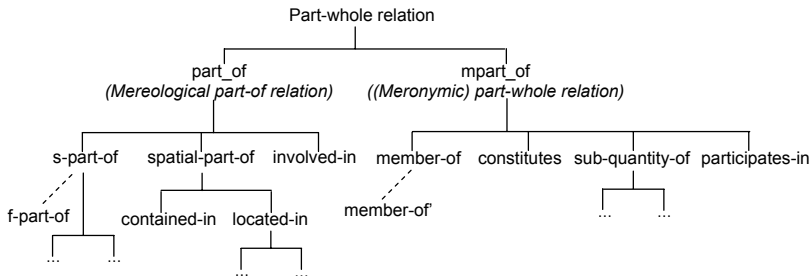 Part-whole relation
part_of mpart_of
(Mereological part-of relation) ((Meronymic) part-whole relation)
s-part-of spatial-part-of involved-in member-of constitutes sub-quantity-of participates-in
f-part-of contained-in located-in member-of' ... ...
... ...
... ...